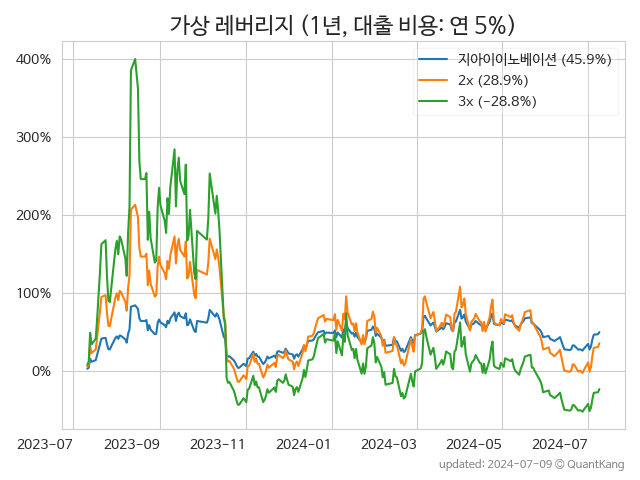 가상 레버리지 (1년, 대출 비용: 연 5%)
지아이이노베이션 (45.9%)
2x (28.9%)
3x (-28.8%)
400%
300%
200%
100%
0%
2023-07 2023-09 2023-11 2024-01 2024-03 2024-05 2024-07
updated: 2024-07-09 © QuantKang